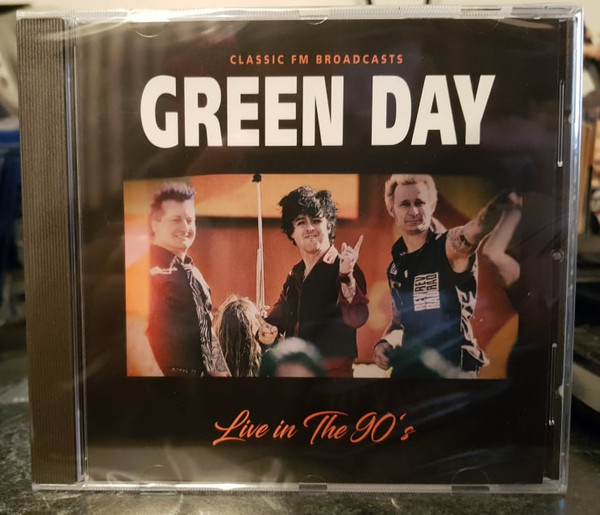 CLASSIC FM BROADCASTS
GREEN DAY
Live in The 90's